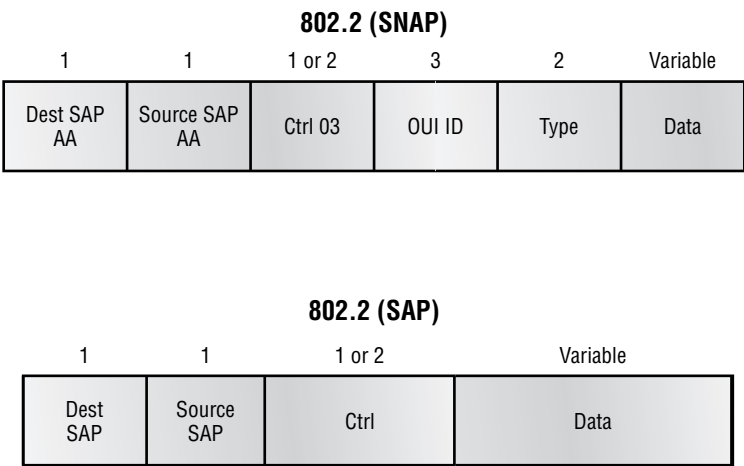 802.2 (SNAP)
1 1 1 or 2 3 2 Variable
Dest SAP
AA
Source SAP
AA
Ctrl 03
OUI ID
Type
Data
802.2 (SAP)
1 1 1 or 2 Variable
Dest
SAP
Source
SAP
Ctrl
Data